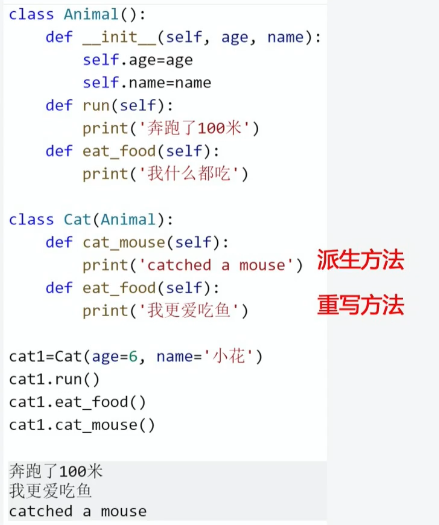 class Animal():
    def __init__(self, age, name):
        self.age=age
        self.name=name
    def run(self):
        print('奔跑了100米')
    def eat_food(self):
        print('我什么都吃')
class Cat(Animal):
    def cat_mouse(self):
        print('catched a mouse') 派生方法
    def eat_food(self):
        print('我更爱吃鱼') 重写方法
cat1=Cat(age=6, name='小花')
cat1.run()
cat1.eat_food()
cat1.cat_mouse()
奔跑了100米
我更爱吃鱼
catched a mouse